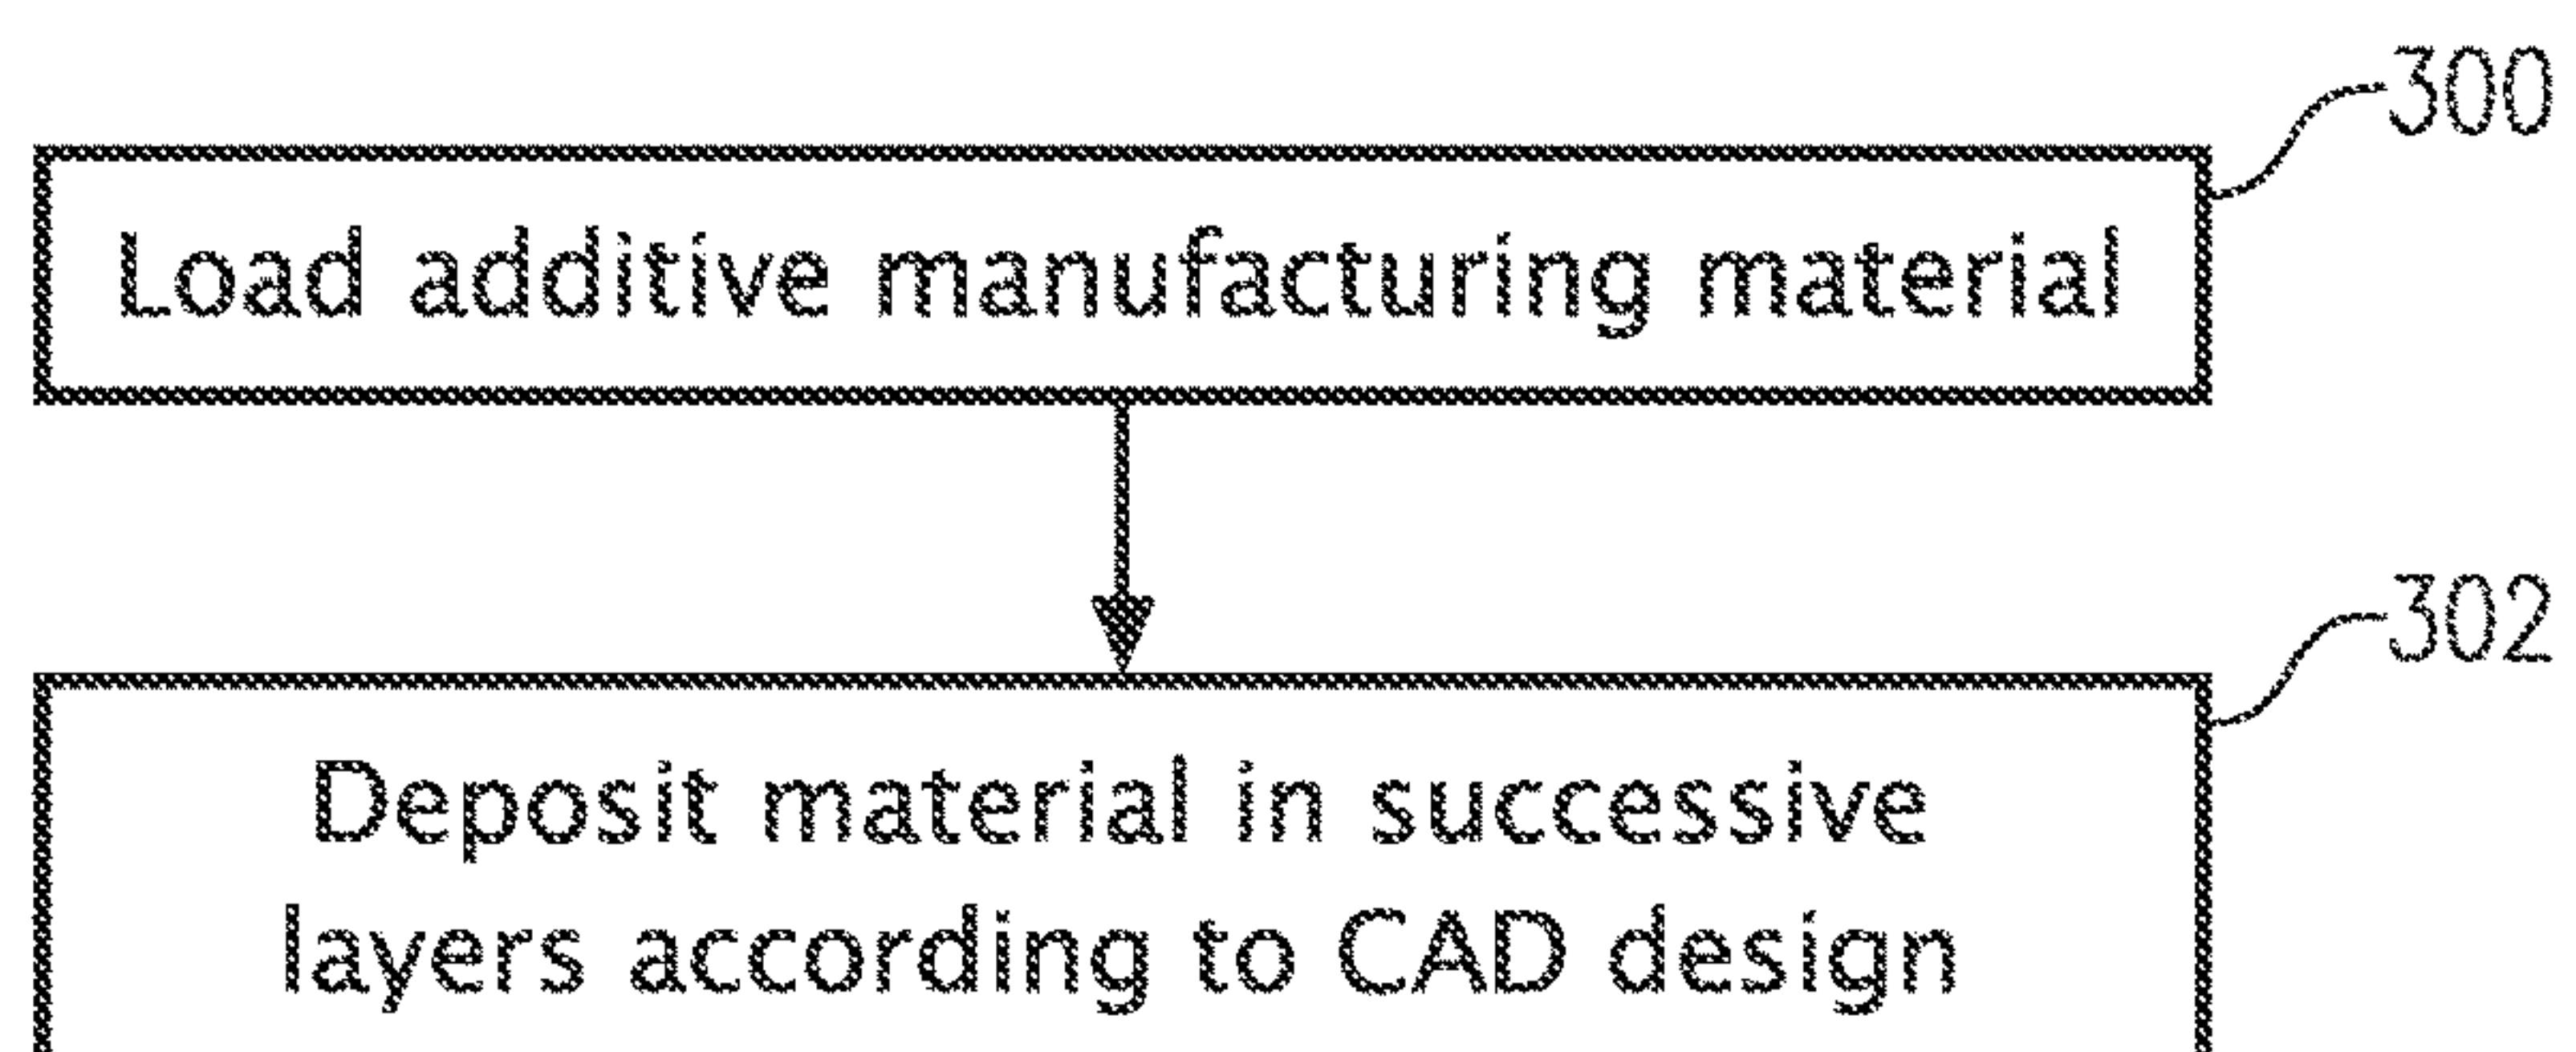 300
Load additive manufacturing material
302
Deposit material in successive
layers according to CAD design